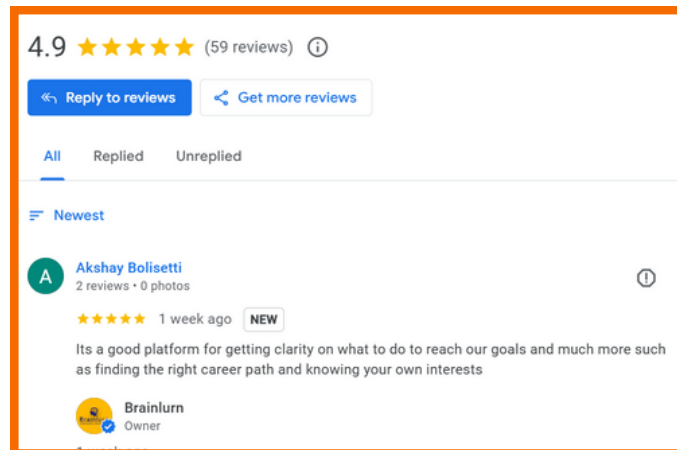 4.9 (59 reviews)
Reply to reviews Get more reviews
All Replied Unreplied
Newest
A Akshay Bolisetti
2 reviews • 0 photos
1 week ago NEW
Its a good platform for getting clarity on what to do to reach our goals and much more such
as finding the right career path and knowing your own interests
Brainlurn
Owner